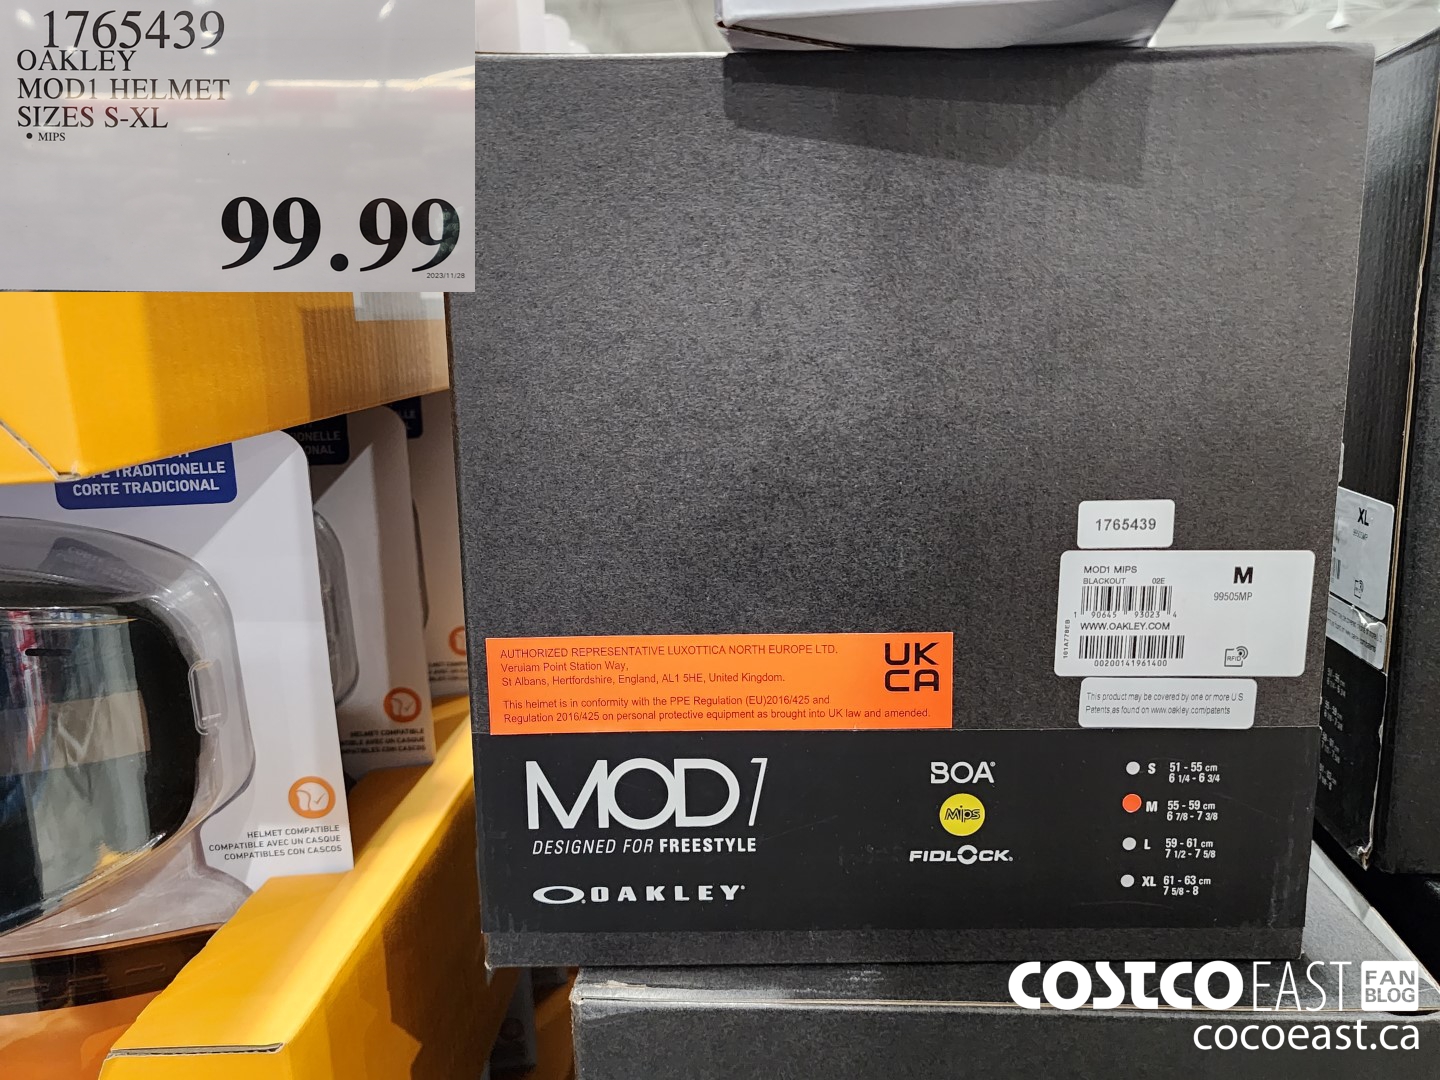 1765439
OAKLEY
MOD1 HELMET
SIZES S-XL
• MIPS
99.99
2023/11/28
TRADITIONELLE
CORTE TRADICIONAL
HELMET COMPATIBLE
COMPATIBLE AVEC UN CASQUE
COMPATIBLES CON CASCOS
1765439
MOD1 MIPS
BLACKOUT 02E
M
99505MP
1 90645 93023 4
WWW.OAKLEY.COM
00200141961400
RFID
This product may be covered by one or more U.S.
Patents,as found on www.oakley.com/patents
AUTHORIZED REPRESENTATIVE LUXOTTICA NORTH EUROPE LTD.
Veruiam Point Station Way,
St Albans, Hertfordshire, England, AL1 5HE, United Kingdom.
This helmet is in conformity with the PPE Regulation (EU)2016/425 and
Regulation 2016/425 on personal protective equipment as brought into UK law and amended.
UK
CA
MOD1
DESIGNED FOR FREESTYLE
OAKLEY
BOA
Mips
FIDLOCK
S 51 - 55 cm
6 1/4 - 6 3/4
M 55 - 59 cm
6 7/8 - 7 3/8
L 59 - 61 cm
7 1/2 - 7 5/8
XL 61 - 63 cm
7 5/8 - 8
XL
COSTCO EAST FAN BLOG
cocoeast.ca